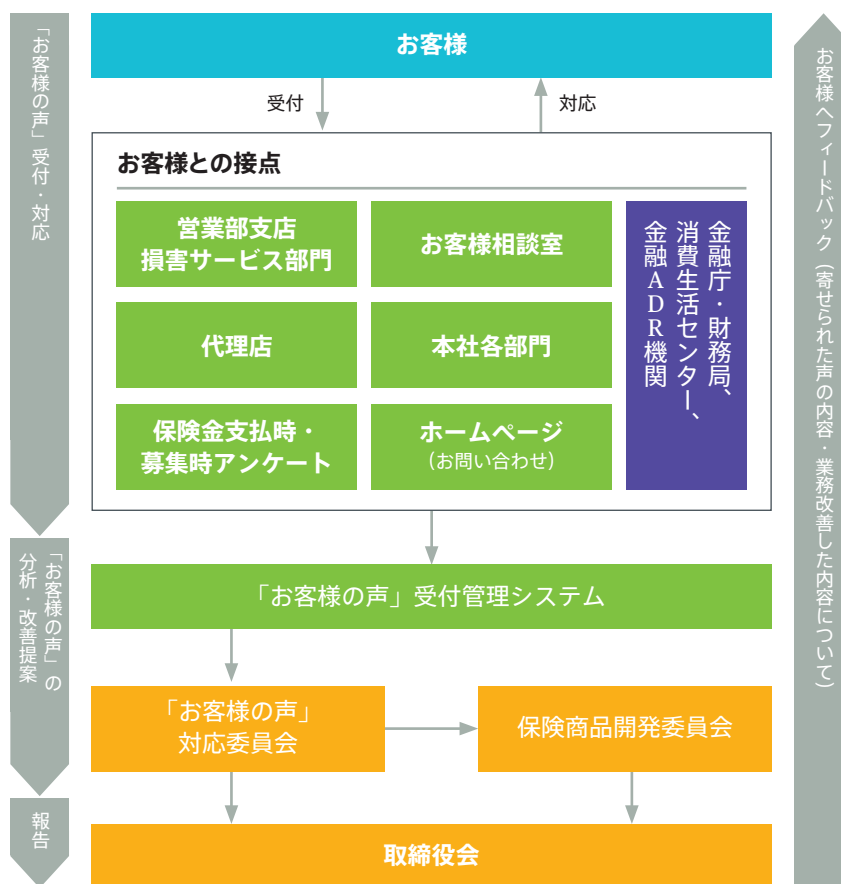 「お客様の声」受付・対応
お客様
受付
対応
お客様との接点
営業部支店
損害サービス部門
お客様相談室
代理店
本社各部門
保険金支払時・
募集時アンケート
ホームページ
(お問い合わせ)
金融庁・財務局、
消費生活センター、
金融ADR機関
「お客様の声」の
分析・改善提案
「お客様の声」受付管理システム
「お客様の声」
対応委員会
保険商品開発委員会
報告
取締役会
お客様へフィードバック(寄せられた声の内容・業務改善した内容について)